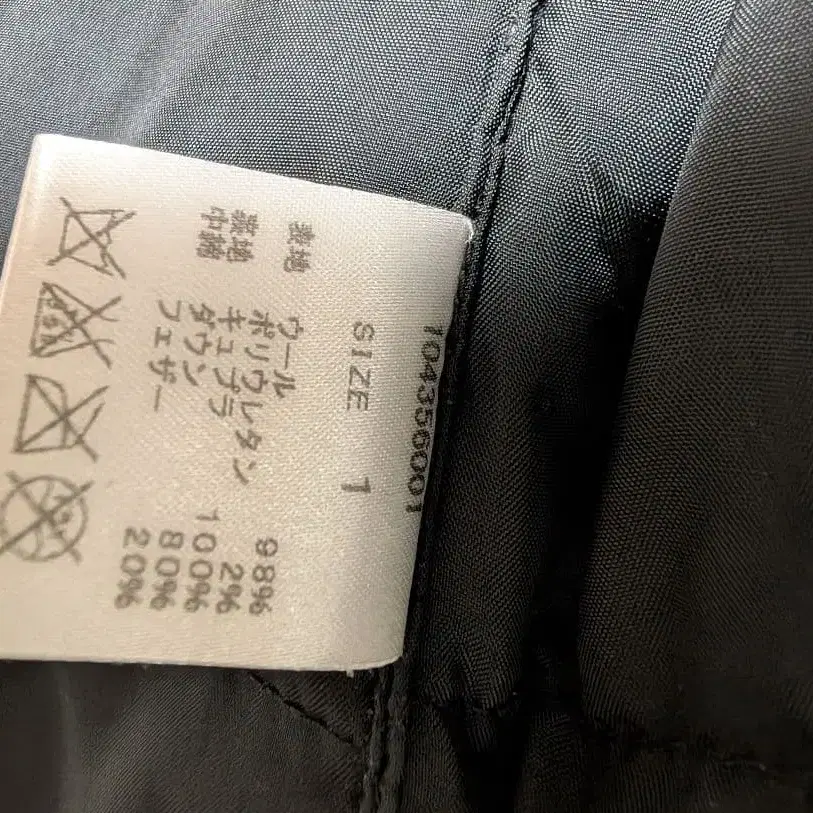 104356001
SIZE 1
表地 ウール 98%
ポリウレタン 2%
裏地 キュプラ 100%
中綿 ダウン 80%
フェザー 20%